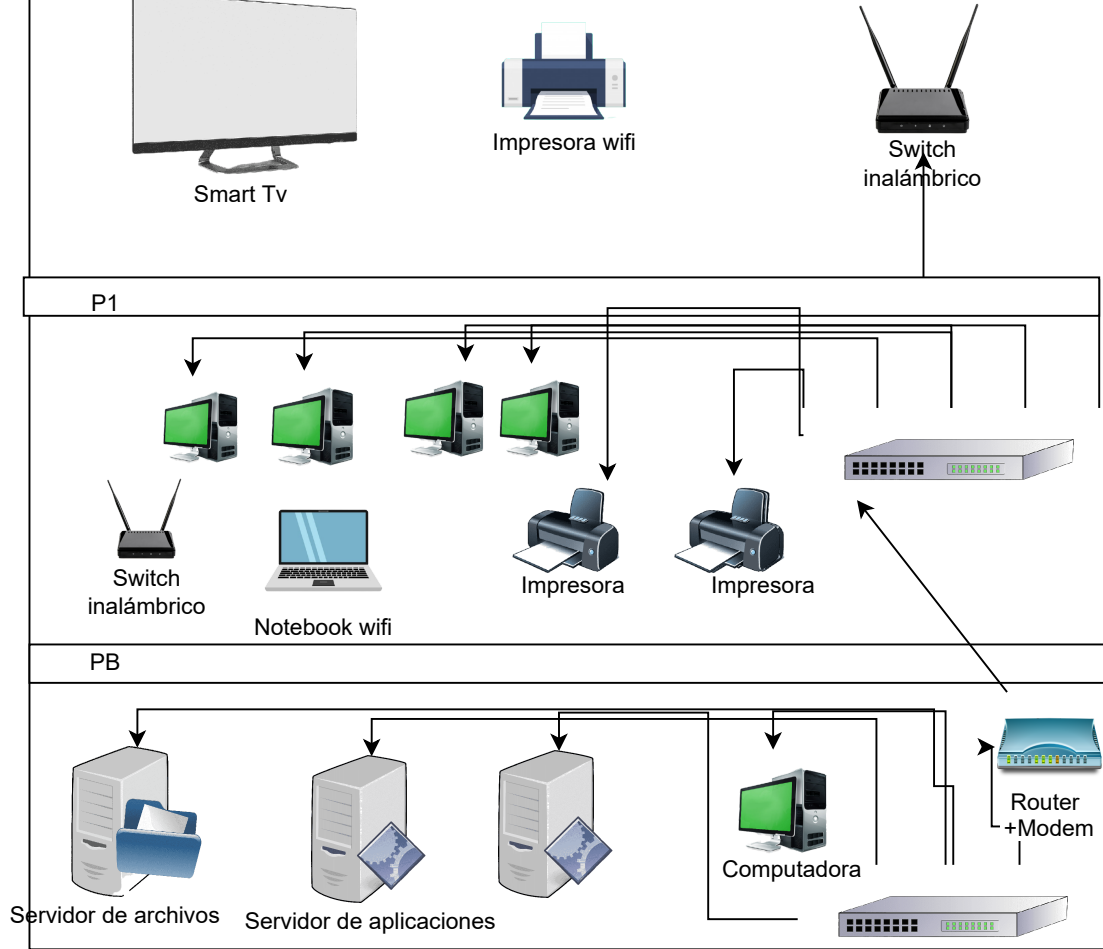 Smart Tv
Impresora wifi
Switch
inalámbrico
P1
Switch
inalámbrico
Notebook wifi
Impresora
Impresora
PB
Router
+Modem
Computadora
Servidor de archivos
Servidor de aplicaciones